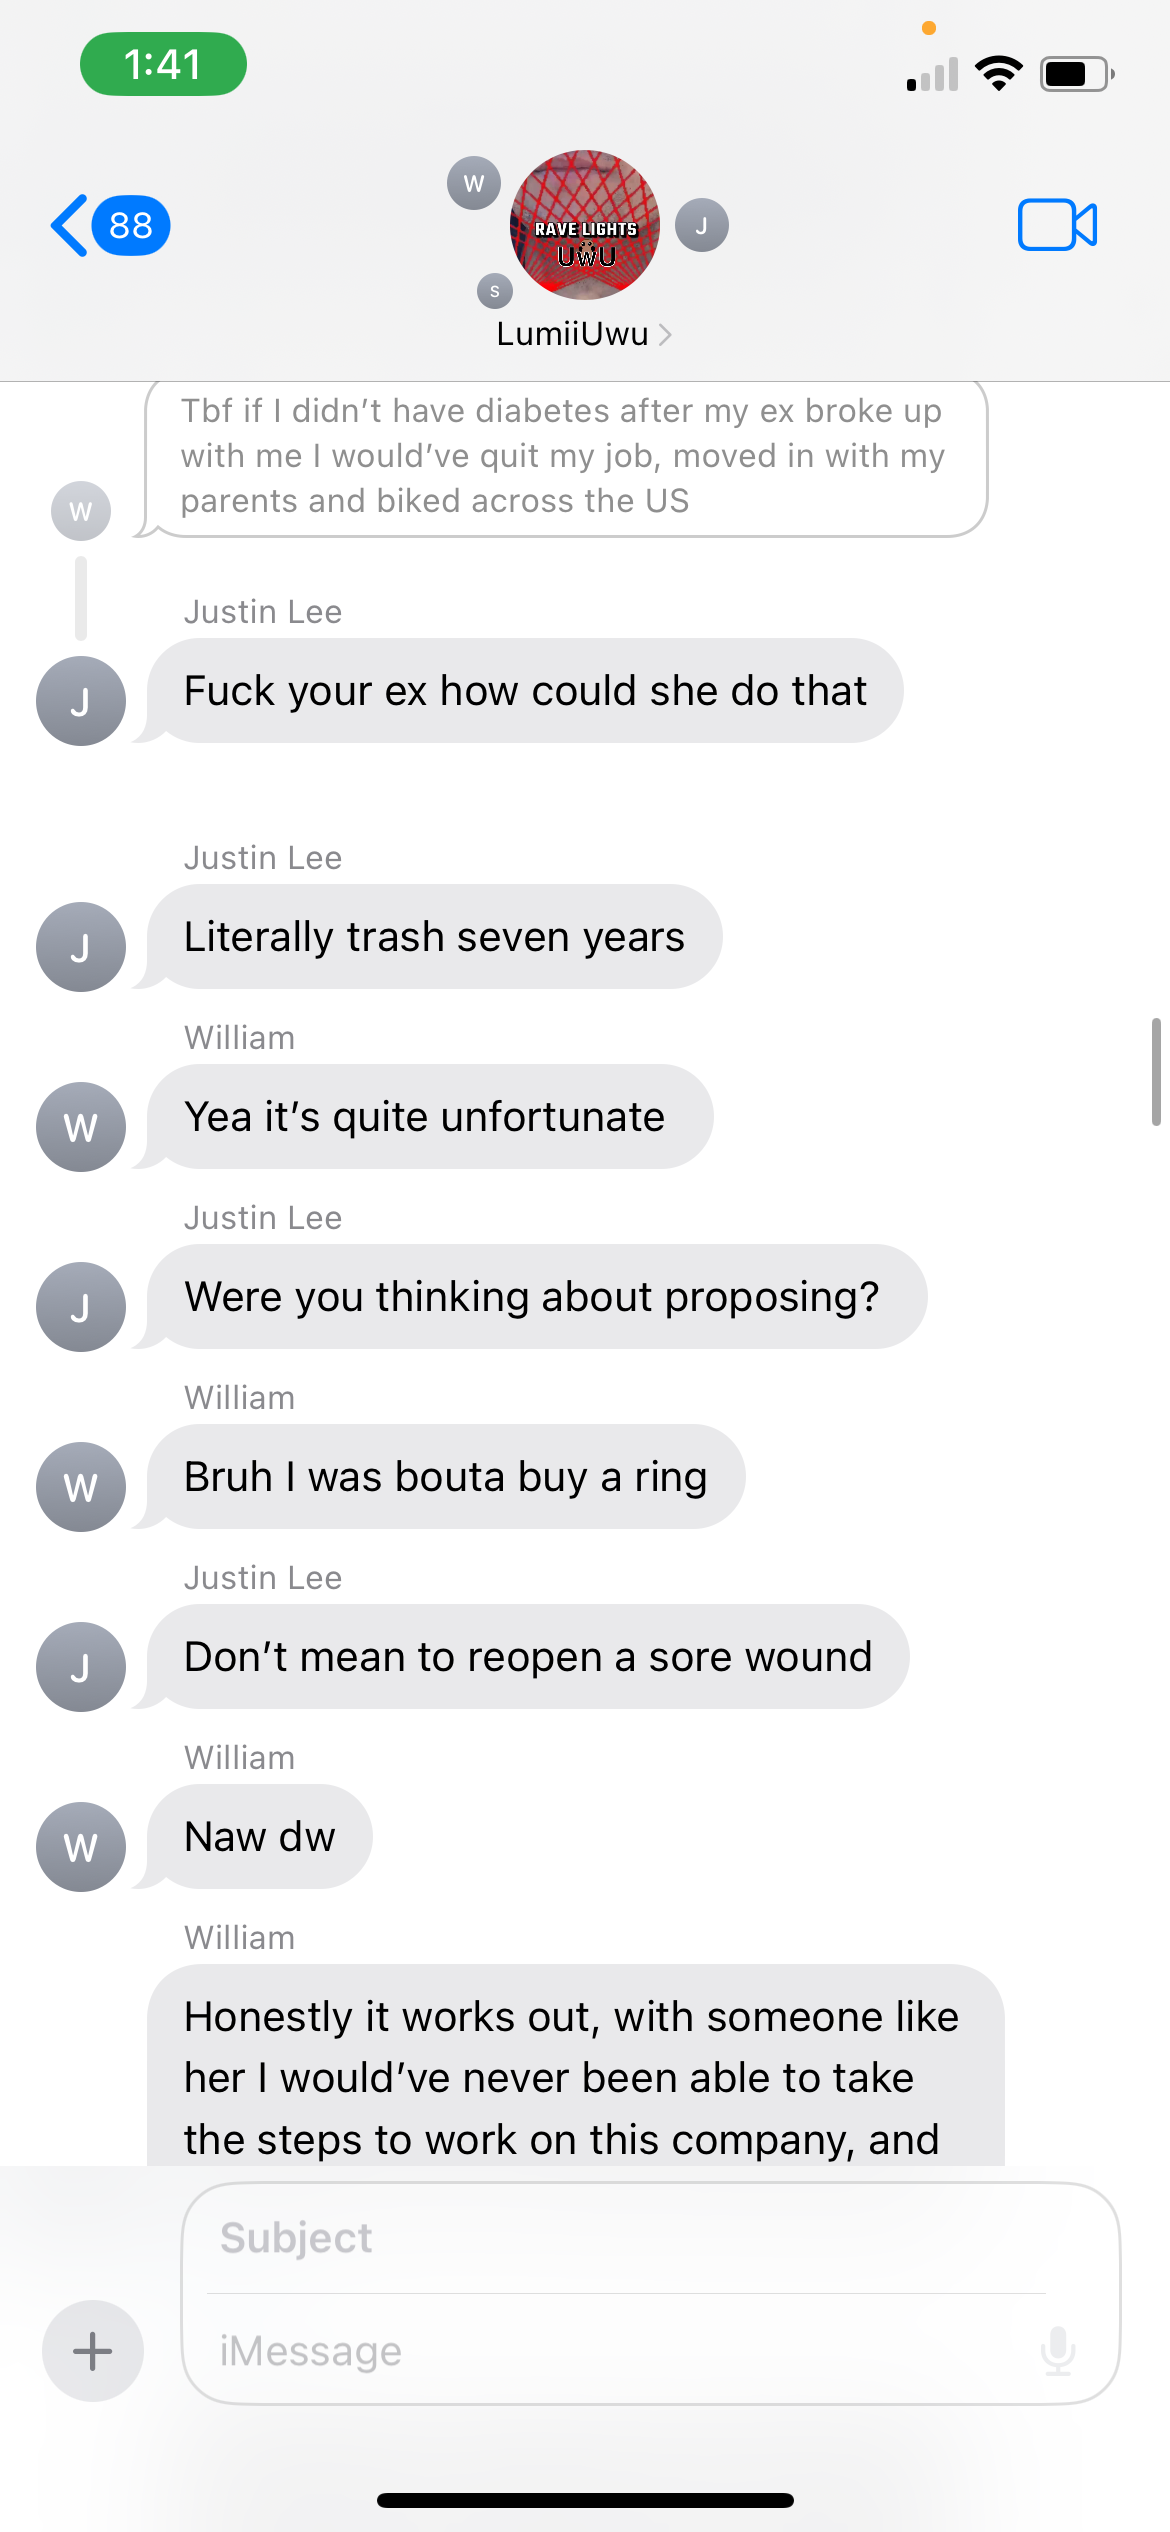 1:41
88
W
RAVE LIGHTS
UWU
J
S
LumiiUwu
Tbf if I didn’t have diabetes after my ex broke up
with me I would’ve quit my job, moved in with my
parents and biked across the US
W
Justin Lee
Fuck your ex how could she do that
J
Justin Lee
Literally trash seven years
J
William
Yea it’s quite unfortunate
W
Justin Lee
Were you thinking about proposing?
J
William
Bruh I was bouta buy a ring
W
Justin Lee
Don’t mean to reopen a sore wound
J
William
Naw dw
W
William
Honestly it works out, with someone like
her I would’ve never been able to take
the steps to work on this company, and
Subject
iMessage